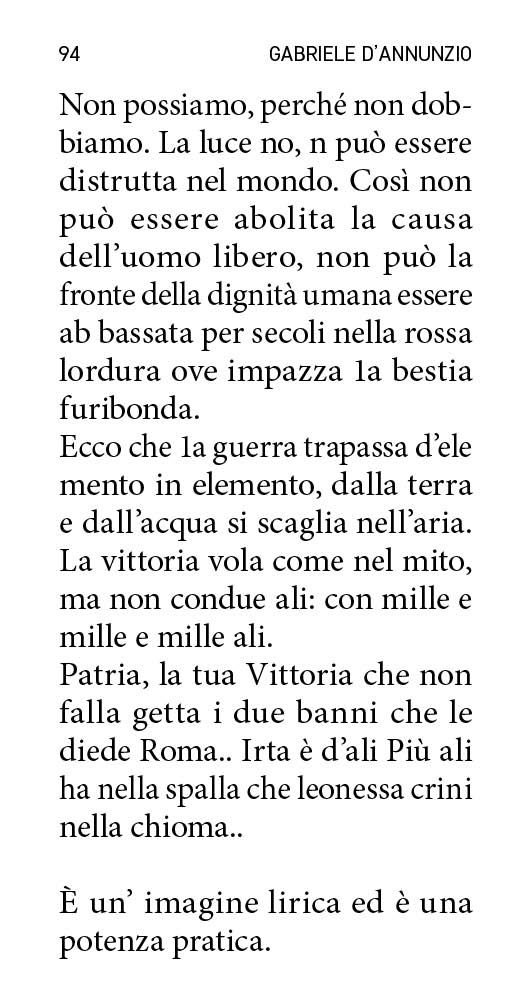 94 GABRIELE D’ANNUNZIO
Non possiamo, perché non dob-
biamo. La luce no, n può essere
distrutta nel mondo. Così non
può essere abolita la causa
dell’uomo libero, non può la
fronte della dignità umana essere
ab bassata per secoli nella rossa
lordura ove impazza 1a bestia
furibonda.
Ecco che 1a guerra trapassa d’ele
mento in elemento, dalla terra
e dall’acqua si scaglia nell’aria.
La vittoria vola come nel mito,
ma non condue ali: con mille e
mille e mille ali.
Patria, la tua Vittoria che non
falla getta i due banni che le
diede Roma.. Irta è d’ali Più ali
ha nella spalla che leonessa crini
nella chioma..
È un’ imagine lirica ed è una
potenza pratica.